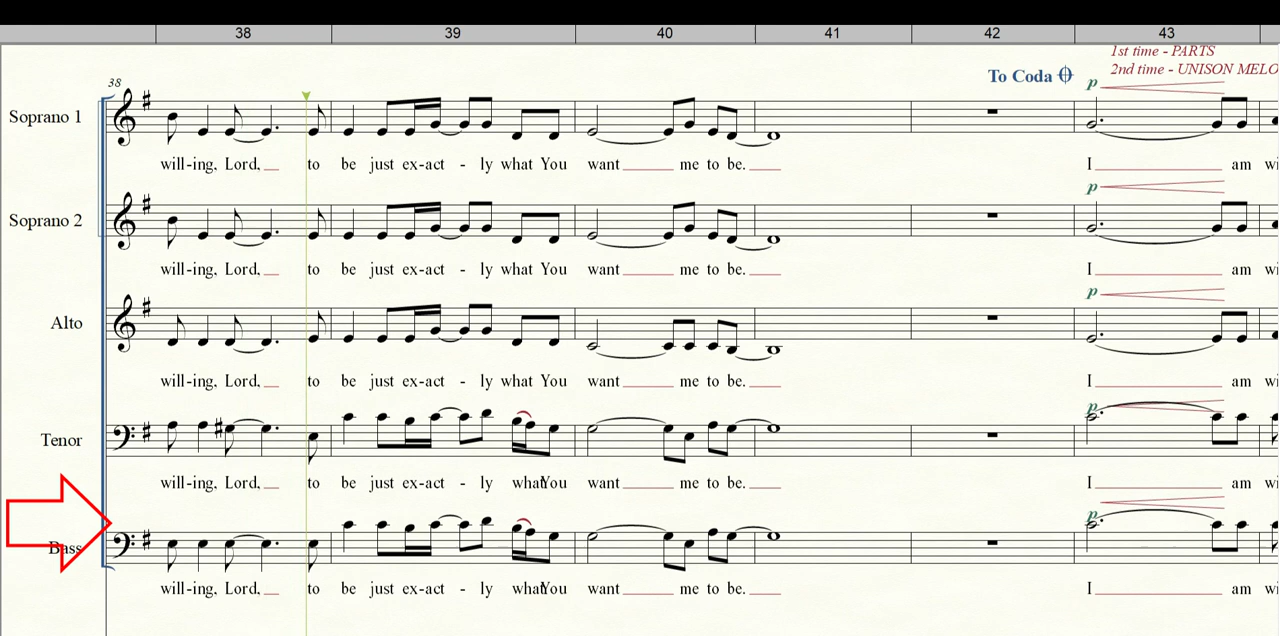 38 39 40 41 42 43
1st time - PARTS
38 To Coda 2nd time - UNISON MELO
p
Soprano 1
will-ing, Lord, to be just ex-act - ly what You want me to be. I am wi
p
Soprano 2
will-ing, Lord, to be just ex-act - ly what You want me to be. I am wi
p
Alto
will-ing, Lord, to be just ex-act - ly what You want me to be. I am wi
p
Tenor
will-ing, Lord, to be just ex-act - ly what You want me to be. I am wi
p
Bass
will-ing, Lord, to be just ex-act - ly what You want me to be. I am wi